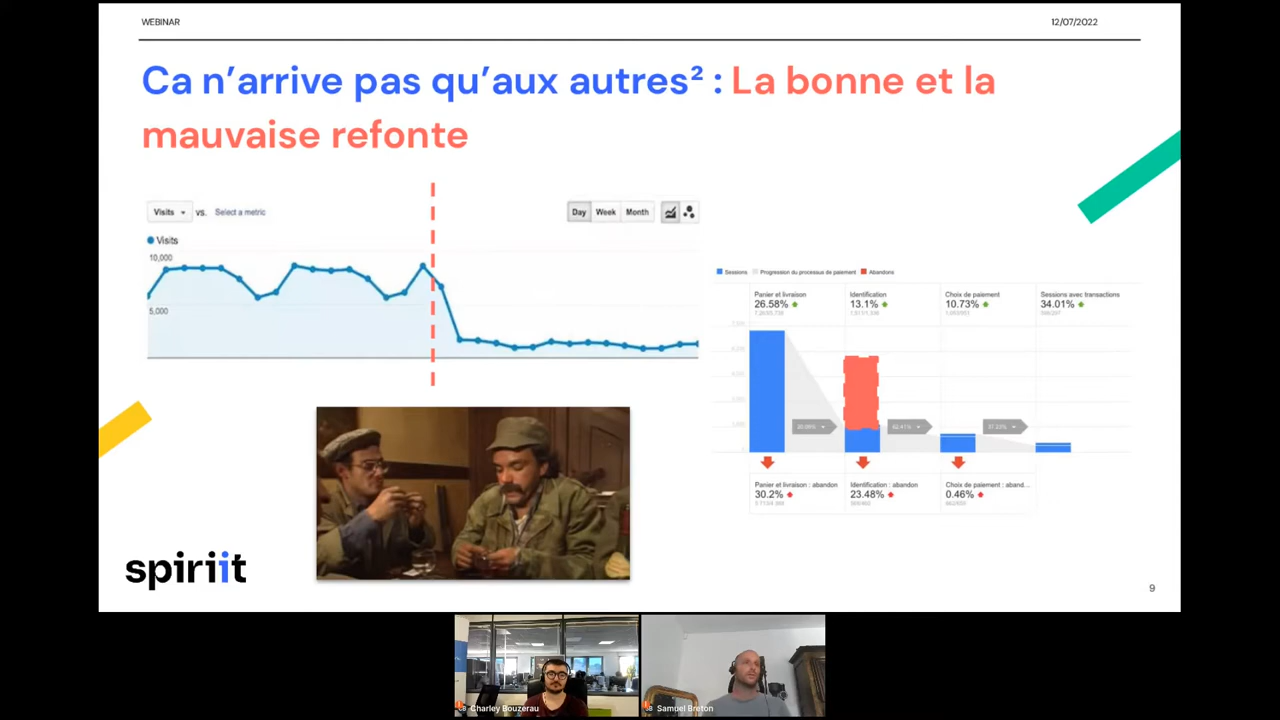 WEBINAR
12/07/2022
Ca n’arrive pas qu’aux autres² : La bonne et la
mauvaise refonte
Visits vs. Select a metric
Day Week Month
Visits
10,000
5,000
Sessions Progression du processus de paiement Abandons
Panier et livraison
26.58%
Identification
13.1%
Choix de paiement
10.73%
Sessions avec transactions
34.01%
Panier et livraison : abandon
30.2%
Identification : abandon
23.48%
Choix de paiement : aband...
0.46%
spiriit
9
Charley Bouzerau
Samuel Breton